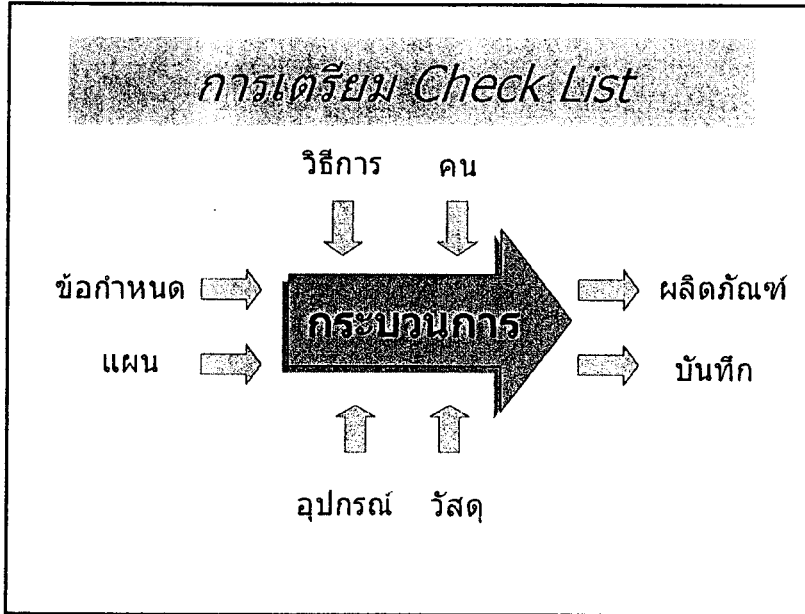 การเตรียม Check List
วิธีการ คน
ข้อกำหนด ผลิตภัณฑ์
กระบวนการ
แผน บันทึก
อุปกรณ์ วัสดุ